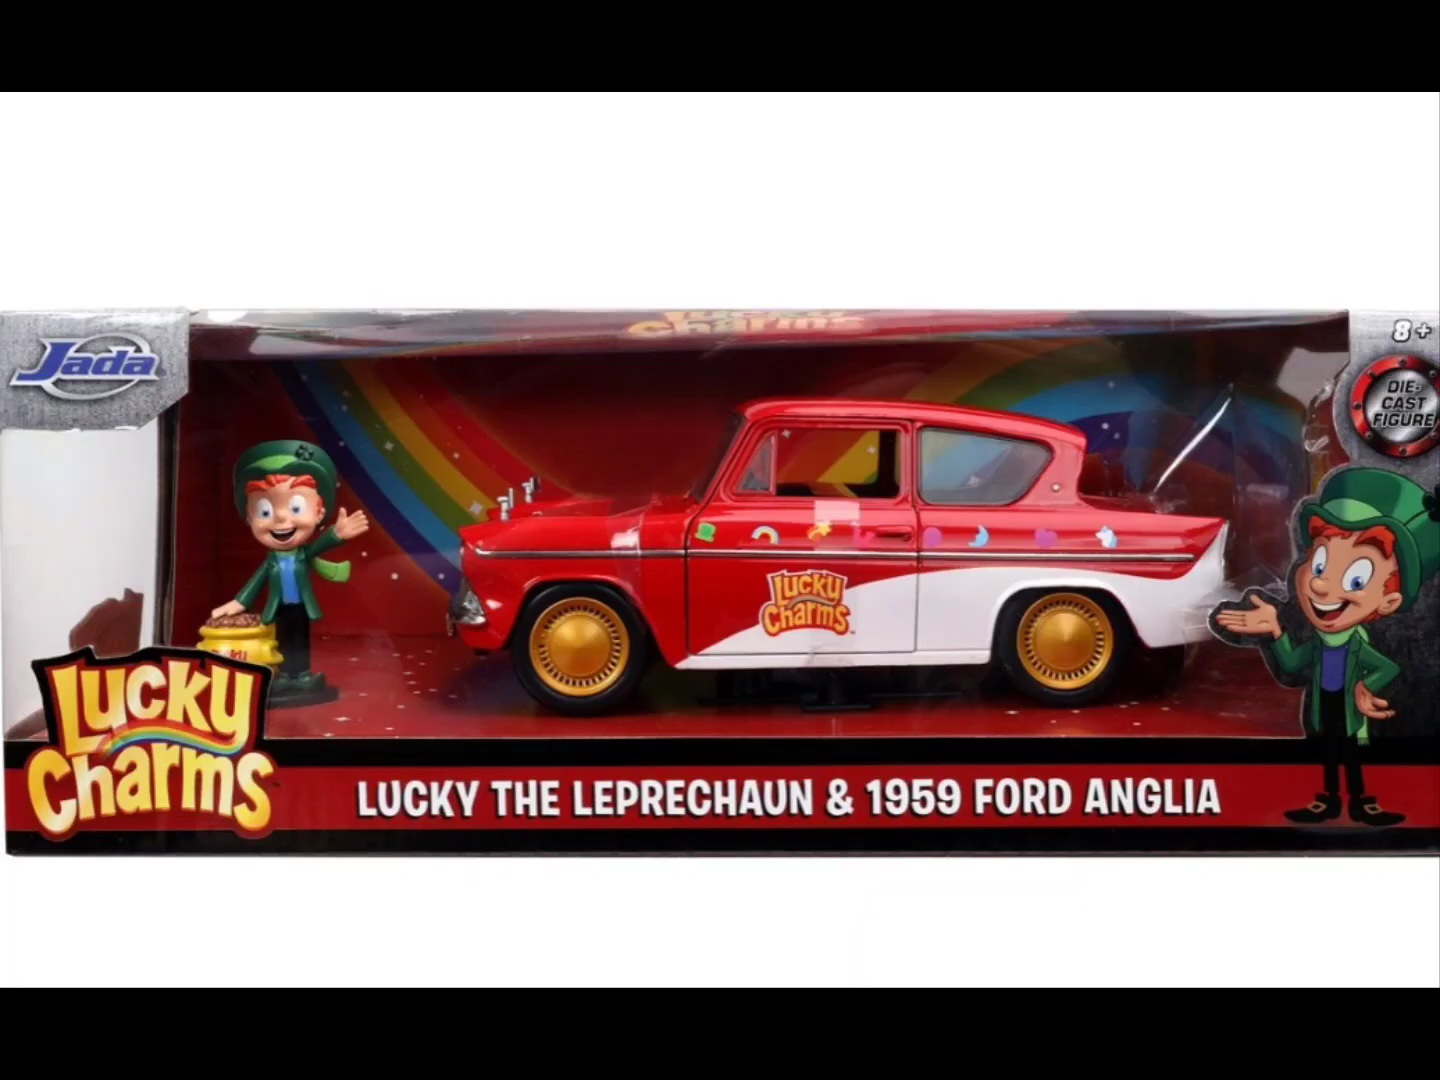 Lucky
Charms
Jada
8+
DIE-
CAST
FIGURE
Lucky
Charms
Lucky
Charms
LUCKY THE LEPRECHAUN & 1959 FORD ANGLIA